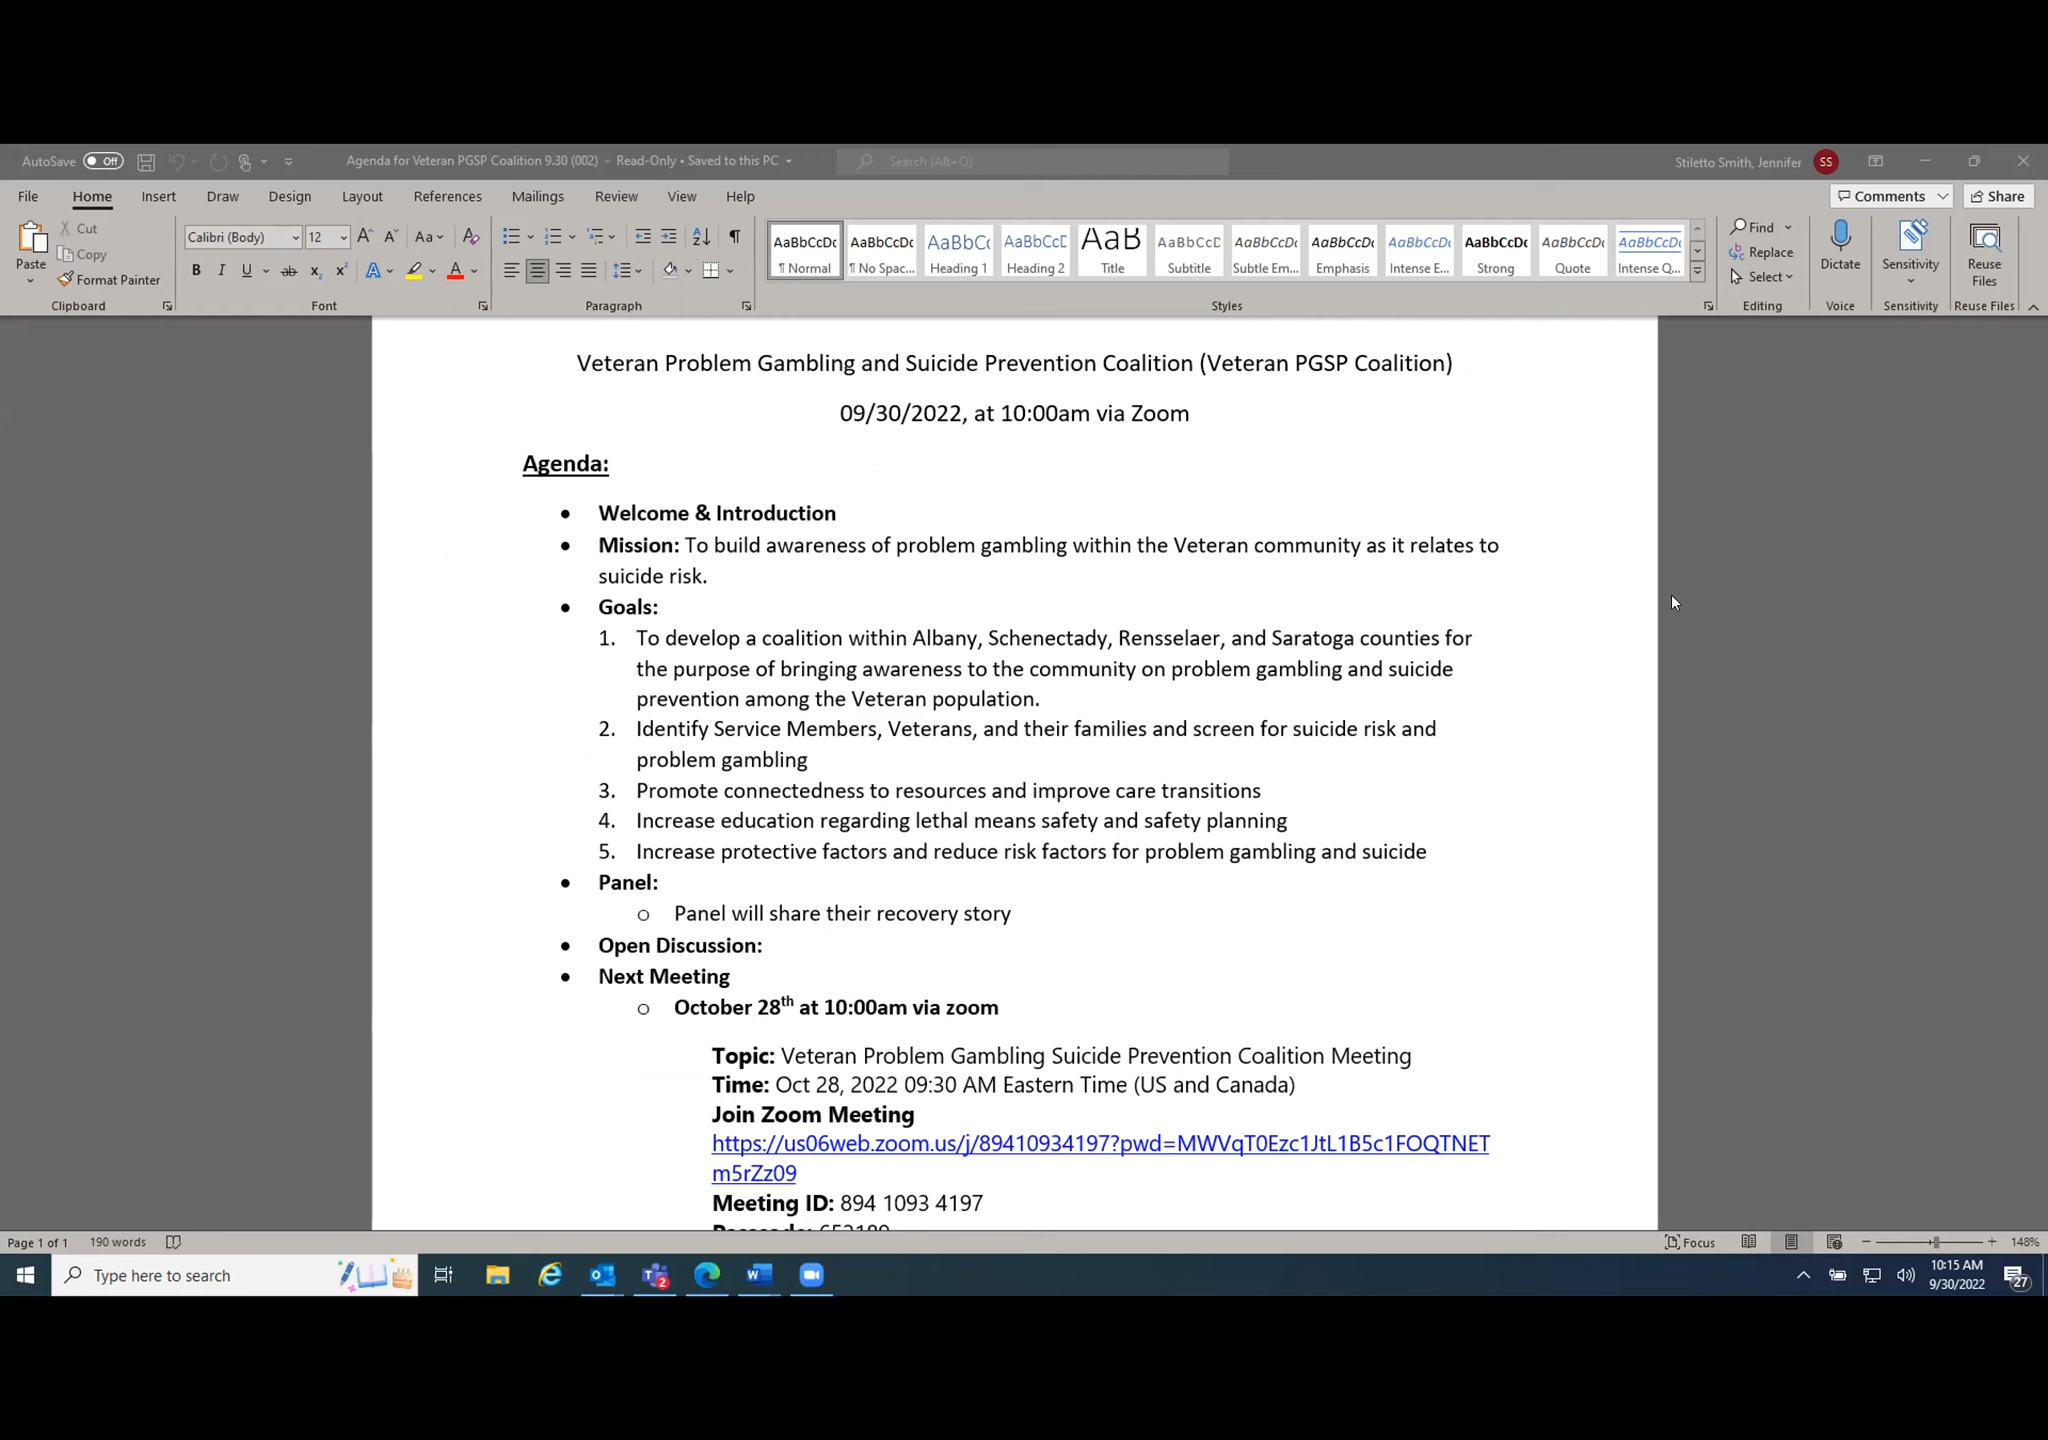 AutoSave Off Agenda for Veteran PGSP Coalition 9.30 (002) - Read-Only • Saved to this PC Search (Alt+Q) Stiletto Smith, Jennifer SS
File Home Insert Draw Design Layout References Mailings Review View Help Comments Share
Paste Cut Copy Format Painter
Calibri (Body) 12
AaBbCcDc AaBbCcDc AaBbC AaBbCcD AaB AaBbCcD AaBbCcDc AaBbCcDc AaBbCcDc AaBbCcDc AaBbCcDc AaBbCcDc
¶ Normal ¶ No Spac... Heading 1 Heading 2 Title Subtitle Subtle Em... Emphasis Intense E... Strong Quote Intense Q...
Find Replace Select
Dictate Sensitivity Reuse Files
Clipboard Font Paragraph Styles Editing Voice Sensitivity Reuse Files
Veteran Problem Gambling and Suicide Prevention Coalition (Veteran PGSP Coalition)
09/30/2022, at 10:00am via Zoom
Agenda:
• Welcome & Introduction
• Mission: To build awareness of problem gambling within the Veteran community as it relates to
suicide risk.
• Goals:
1. To develop a coalition within Albany, Schenectady, Rensselaer, and Saratoga counties for
the purpose of bringing awareness to the community on problem gambling and suicide
prevention among the Veteran population.
2. Identify Service Members, Veterans, and their families and screen for suicide risk and
problem gambling
3. Promote connectedness to resources and improve care transitions
4. Increase education regarding lethal means safety and safety planning
5. Increase protective factors and reduce risk factors for problem gambling and suicide
• Panel:
o Panel will share their recovery story
• Open Discussion:
• Next Meeting
o October 28th at 10:00am via zoom
Topic: Veteran Problem Gambling Suicide Prevention Coalition Meeting
Time: Oct 28, 2022 09:30 AM Eastern Time (US and Canada)
Join Zoom Meeting
https://us06web.zoom.us/j/89410934197?pwd=MWVqT0Ezc1JtL1B5c1FOQTNET
m5rZz09
Meeting ID: 894 1093 4197
Page 1 of 1 190 words Focus 148%
Type here to search 2 10:15 AM
9/30/2022 27